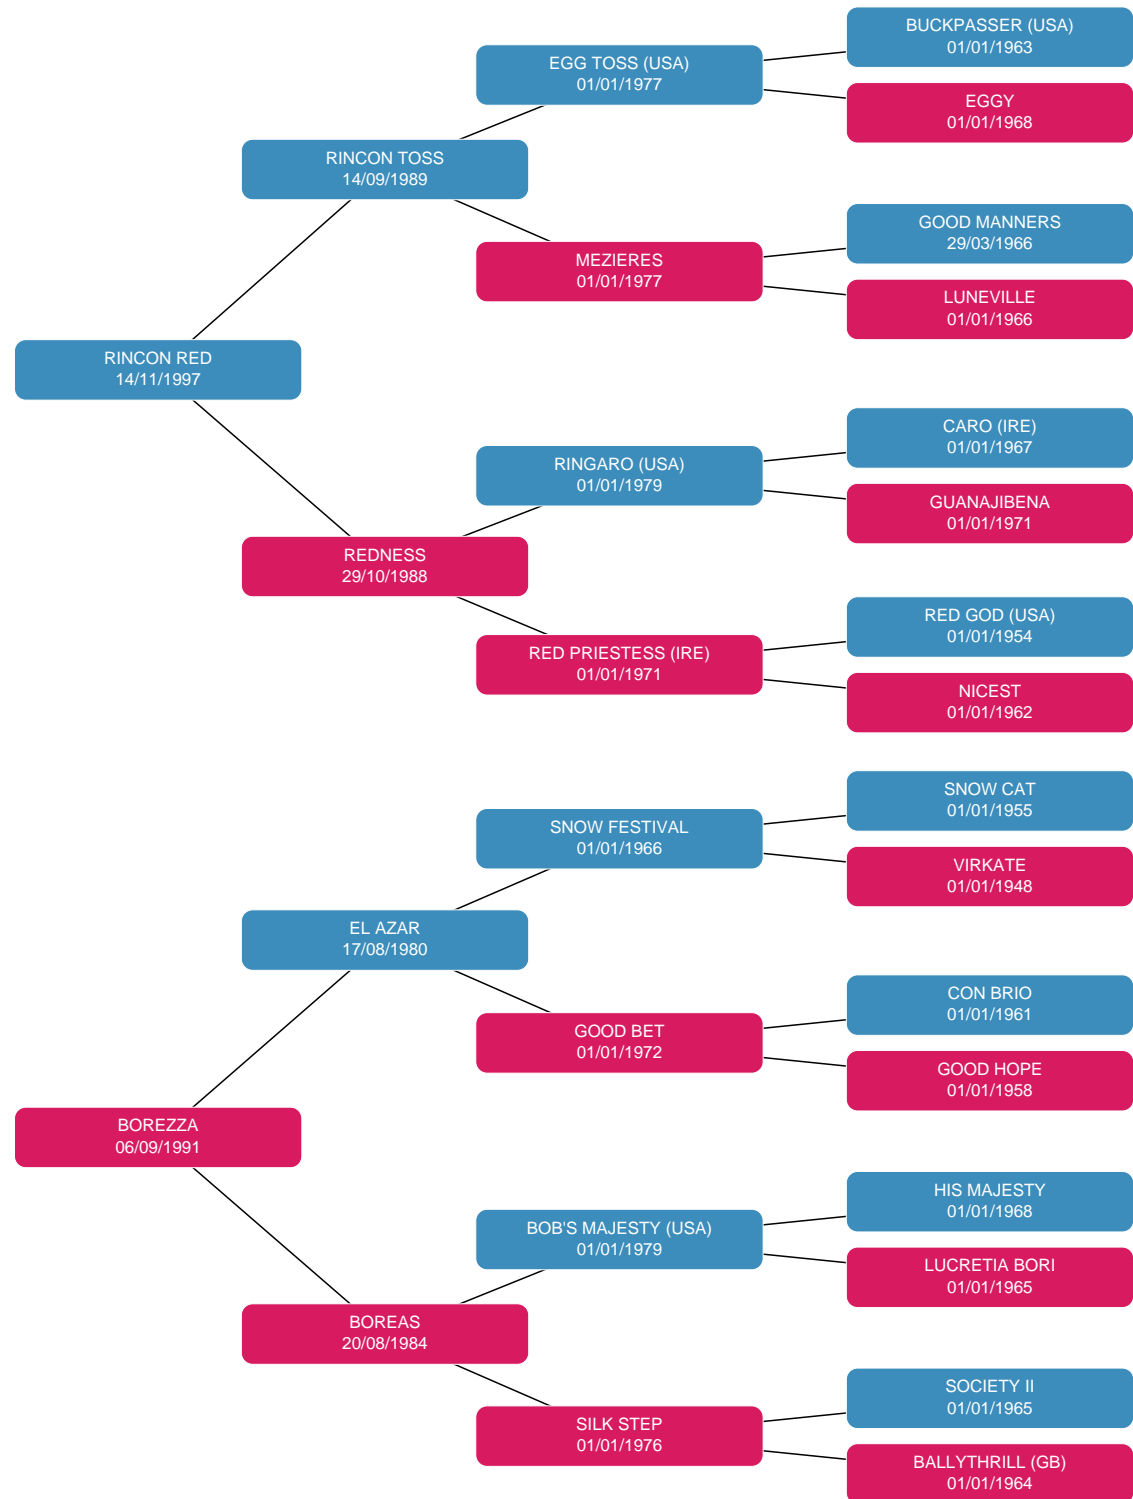 BUCKPASSER (USA)
01/01/1963
EGG TOSS (USA)
01/01/1977
EGGY
01/01/1968
RINCON TOSS
14/09/1989
GOOD MANNERS
29/03/1966
MEZIERES
01/01/1977
LUNEVILLE
01/01/1966
RINCON RED
14/11/1997
CARO (IRE)
01/01/1967
RINGARO (USA)
01/01/1979
GUANAJIBENA
01/01/1971
REDNESS
29/10/1988
RED GOD (USA)
01/01/1954
RED PRIESTESS (IRE)
01/01/1971
NICEST
01/01/1962
SNOW CAT
01/01/1955
SNOW FESTIVAL
01/01/1966
VIRKATE
01/01/1948
EL AZAR
17/08/1980
CON BRIO
01/01/1961
GOOD BET
01/01/1972
GOOD HOPE
01/01/1958
BOREZZA
06/09/1991
HIS MAJESTY
01/01/1968
BOB'S MAJESTY (USA)
01/01/1979
LUCRETIA BORI
01/01/1965
BOREAS
20/08/1984
SOCIETY II
01/01/1965
SILK STEP
01/01/1976
BALLYTHRILL (GB)
01/01/1964